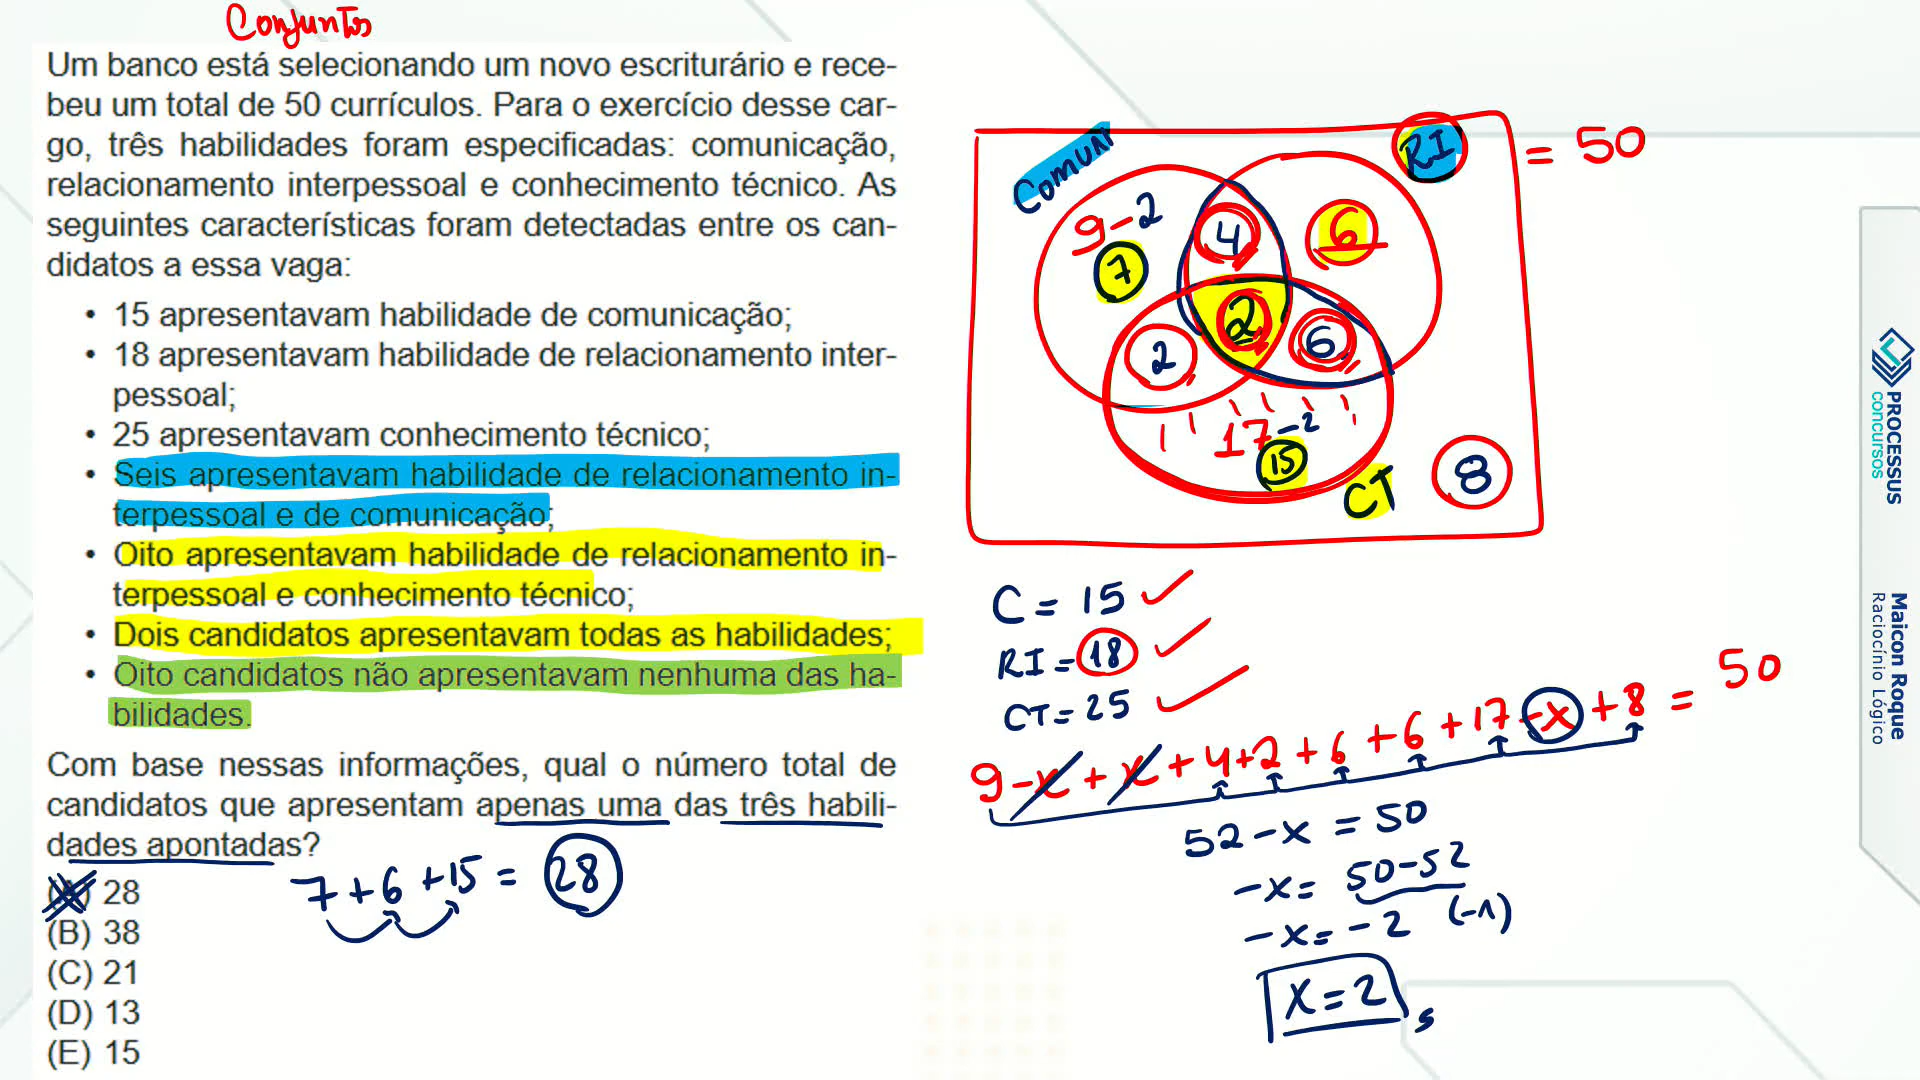 Conjuntos
Um banco está selecionando um novo escriturário e rece-
beu um total de 50 currículos. Para o exercício desse car-
go, três habilidades foram especificadas: comunicação,
relacionamento interpessoal e conhecimento técnico. As
seguintes características foram detectadas entre os can-
didatos a essa vaga:
• 15 apresentavam habilidade de comunicação;
• 18 apresentavam habilidade de relacionamento inter-
pessoal;
• 25 apresentavam conhecimento técnico;
• Seis apresentavam habilidade de relacionamento in-
terpessoal e de comunicação;
• Oito apresentavam habilidade de relacionamento in-
terpessoal e conhecimento técnico;
• Dois candidatos apresentavam todas as habilidades;
• Oito candidatos não apresentavam nenhuma das ha-
bilidades.
Com base nessas informações, qual o número total de
candidatos que apresentam apenas uma das três habili-
dades apontadas?
7 + 6 + 15 = 28
(A) 28
(B) 38
(C) 21
(D) 13
(E) 15
Comuni
RI
= 50
9 - 2
7
4
6
2
2
6
17 - 2
15
CT
8
C = 15
RI = 18
CT = 25
9 - x + x + 4 + 2 + 6 + 6 + 17 - x + 8 = 50
52 - x = 50
-x = 50 - 52
-x = -2 (-1)
x = 2
PROCESSUS
concursos
Maicon Roque
Raciocínio Lógico